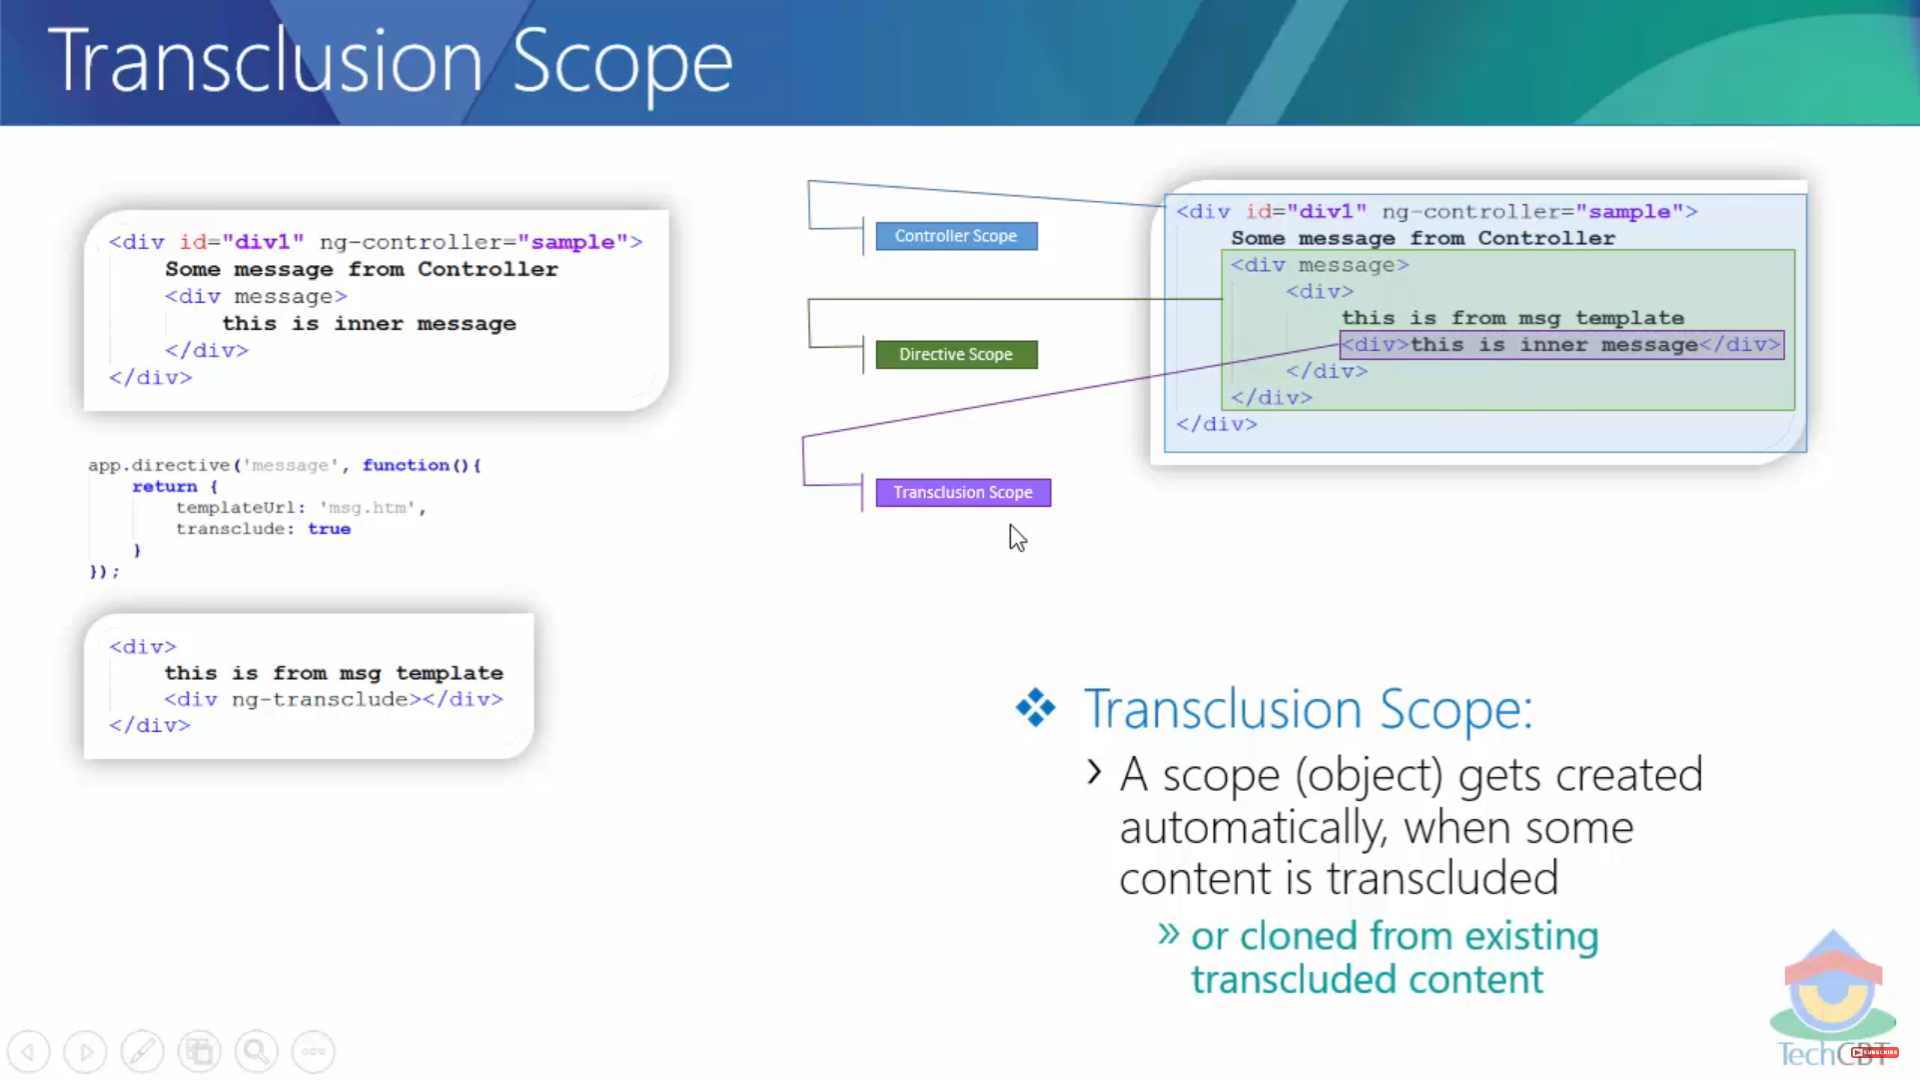 Transclusion Scope
<div id="div1" ng-controller="sample">
Some message from Controller
<div message>
this is inner message
</div>
</div>
app.directive('message', function(){
return {
templateUrl: 'msg.htm',
transclude: true
}
});
<div>
this is from msg template
<div ng-transclude></div>
</div>
Controller Scope
Directive Scope
Transclusion Scope
<div id="div1" ng-controller="sample">
Some message from Controller
<div message>
<div>
this is from msg template
<div>this is inner message</div>
</div>
</div>
</div>
❖ Transclusion Scope:
› A scope (object) gets created
automatically, when some
content is transcluded
» or cloned from existing
transcluded content
TechCBT
SUBSCRIBE